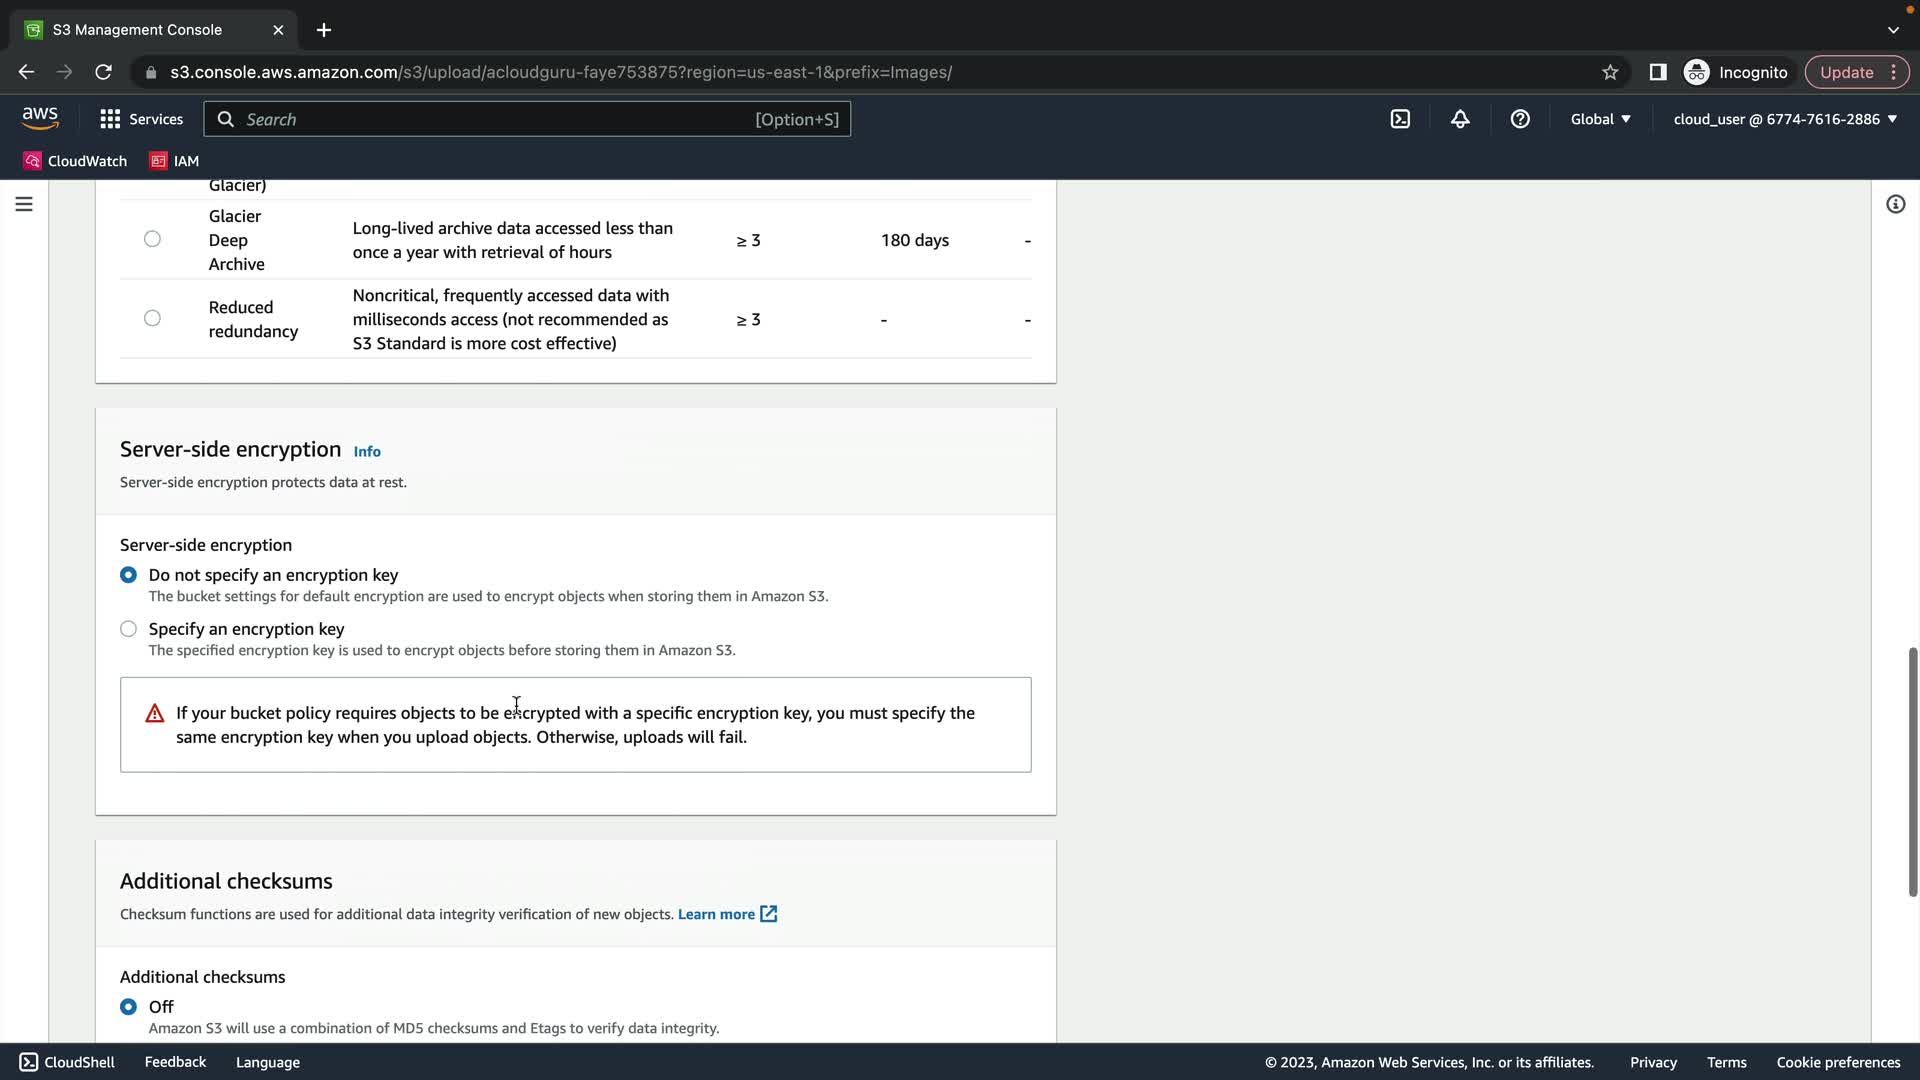 S3 Management Console
s3.console.aws.amazon.com/s3/upload/acloudguru-faye753875?region=us-east-1&prefix=Images/
Incognito
Update
aws
Services
Search
[Option+S]
Global
cloud_user @ 6774-7616-2886
CloudWatch
IAM
Glacier)
Glacier
Deep
Archive
Long-lived archive data accessed less than
once a year with retrieval of hours
≥ 3
180 days
-
Reduced
redundancy
Noncritical, frequently accessed data with
milliseconds access (not recommended as
S3 Standard is more cost effective)
≥ 3
-
-
Server-side encryption Info
Server-side encryption protects data at rest.
Server-side encryption
Do not specify an encryption key
The bucket settings for default encryption are used to encrypt objects when storing them in Amazon S3.
Specify an encryption key
The specified encryption key is used to encrypt objects before storing them in Amazon S3.
If your bucket policy requires objects to be encrypted with a specific encryption key, you must specify the
same encryption key when you upload objects. Otherwise, uploads will fail.
Additional checksums
Checksum functions are used for additional data integrity verification of new objects. Learn more
Additional checksums
Off
Amazon S3 will use a combination of MD5 checksums and Etags to verify data integrity.
CloudShell
Feedback
Language
© 2023, Amazon Web Services, Inc. or its affiliates.
Privacy
Terms
Cookie preferences